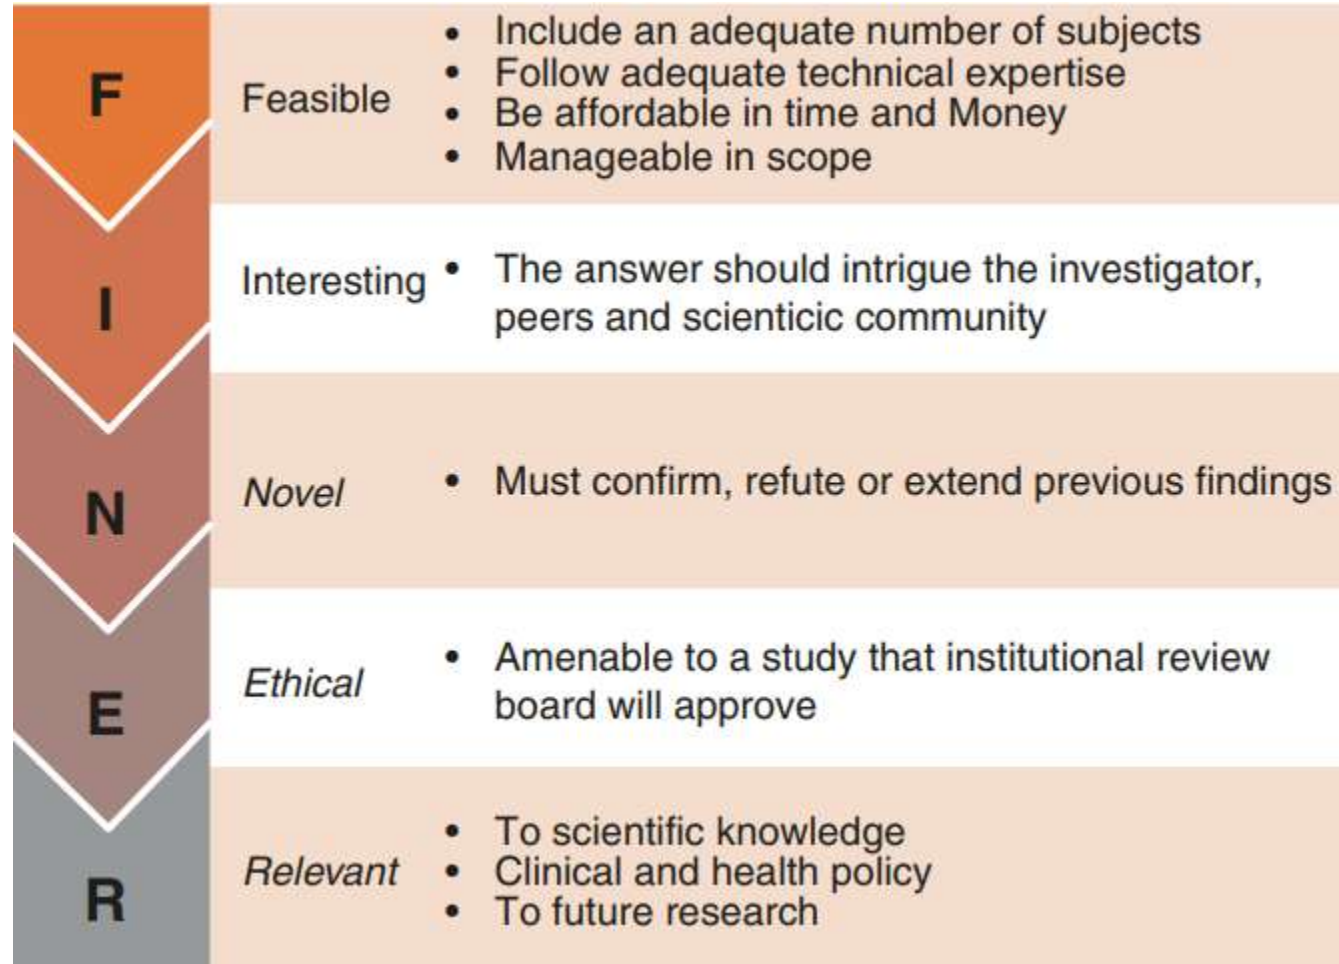 F
Feasible
• Include an adequate number of subjects
• Follow adequate technical expertise
• Be affordable in time and Money
• Manageable in scope
I
Interesting
• The answer should intrigue the investigator,
peers and scienticic community
N
Novel
• Must confirm, refute or extend previous findings
E
Ethical
• Amenable to a study that institutional review
board will approve
R
Relevant
• To scientific knowledge
• Clinical and health policy
• To future research